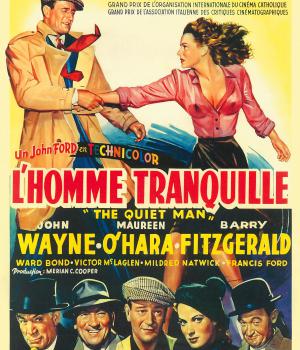 GRAND PRIX DE L'ORGANISATION INTERNATIONALE DU CINÉMA CATHOLIQUE
GRAND PRIX DE L'ASSOCIATION ITALIENNE DES CRITIQUES CINÉMATOGRAPHIQUES
Un John FORD en TECHNICOLOR
L'HOMME TRANQUILLE
"THE QUIET MAN"
JOHN MAUREEN BARRY
WAYNE·O'HARA·FITZGERALD
WARD BOND·VICTOR McLAGLEN·MILDRED NATWICK·FRANCIS FORD
Production: MERIAN C. COOPER